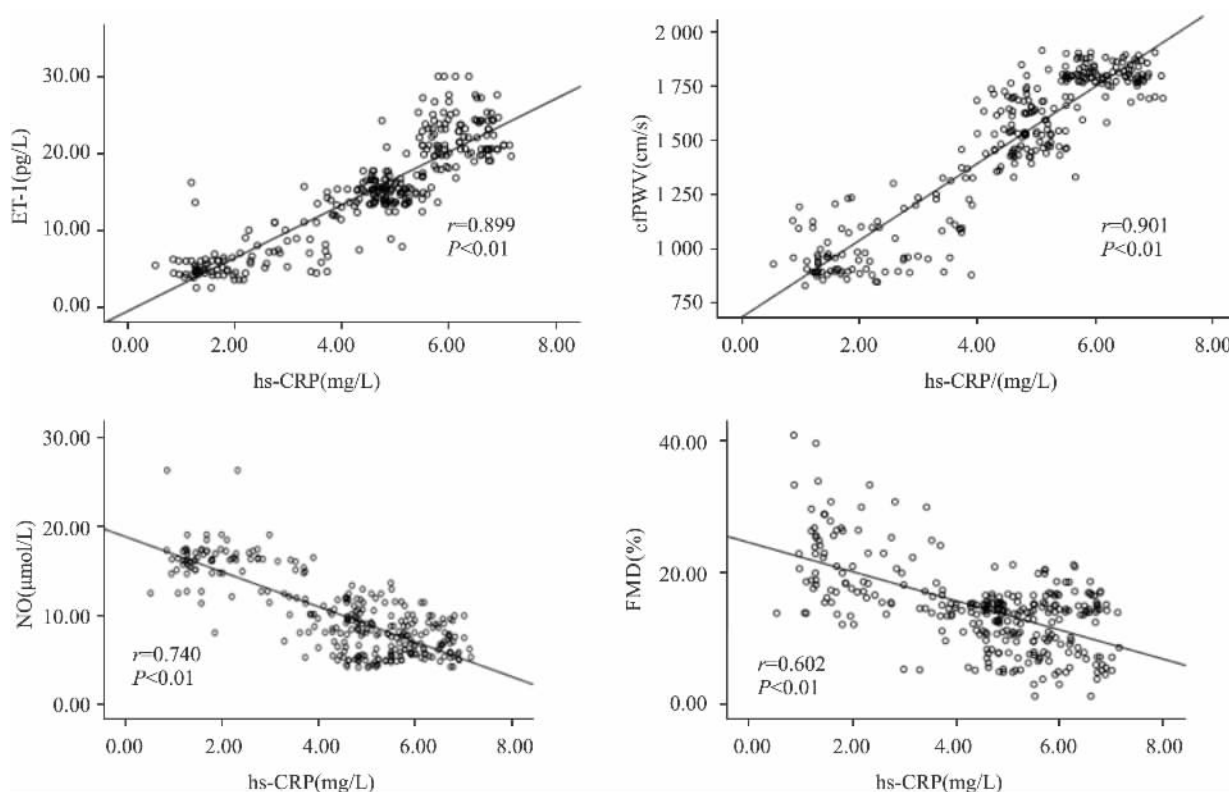 30.00
20.00
10.00
0.00
ET-1(pg/L)
r=0.899
P<0.01
0.00 2.00 4.00 6.00 8.00
hs-CRP(mg/L)
2 000
1 750
1 500
1 250
1 000
750
cfPWV(cm/s)
r=0.901
P<0.01
0.00 2.00 4.00 6.00 8.00
hs-CRP/(mg/L)
30.00
20.00
10.00
0.00
NO(μmol/L)
r=0.740
P<0.01
0.00 2.00 4.00 6.00 8.00
hs-CRP(mg/L)
40.00
20.00
0.00
FMD(%)
r=0.602
P<0.01
0.00 2.00 4.00 6.00 8.00
hs-CRP(mg/L)